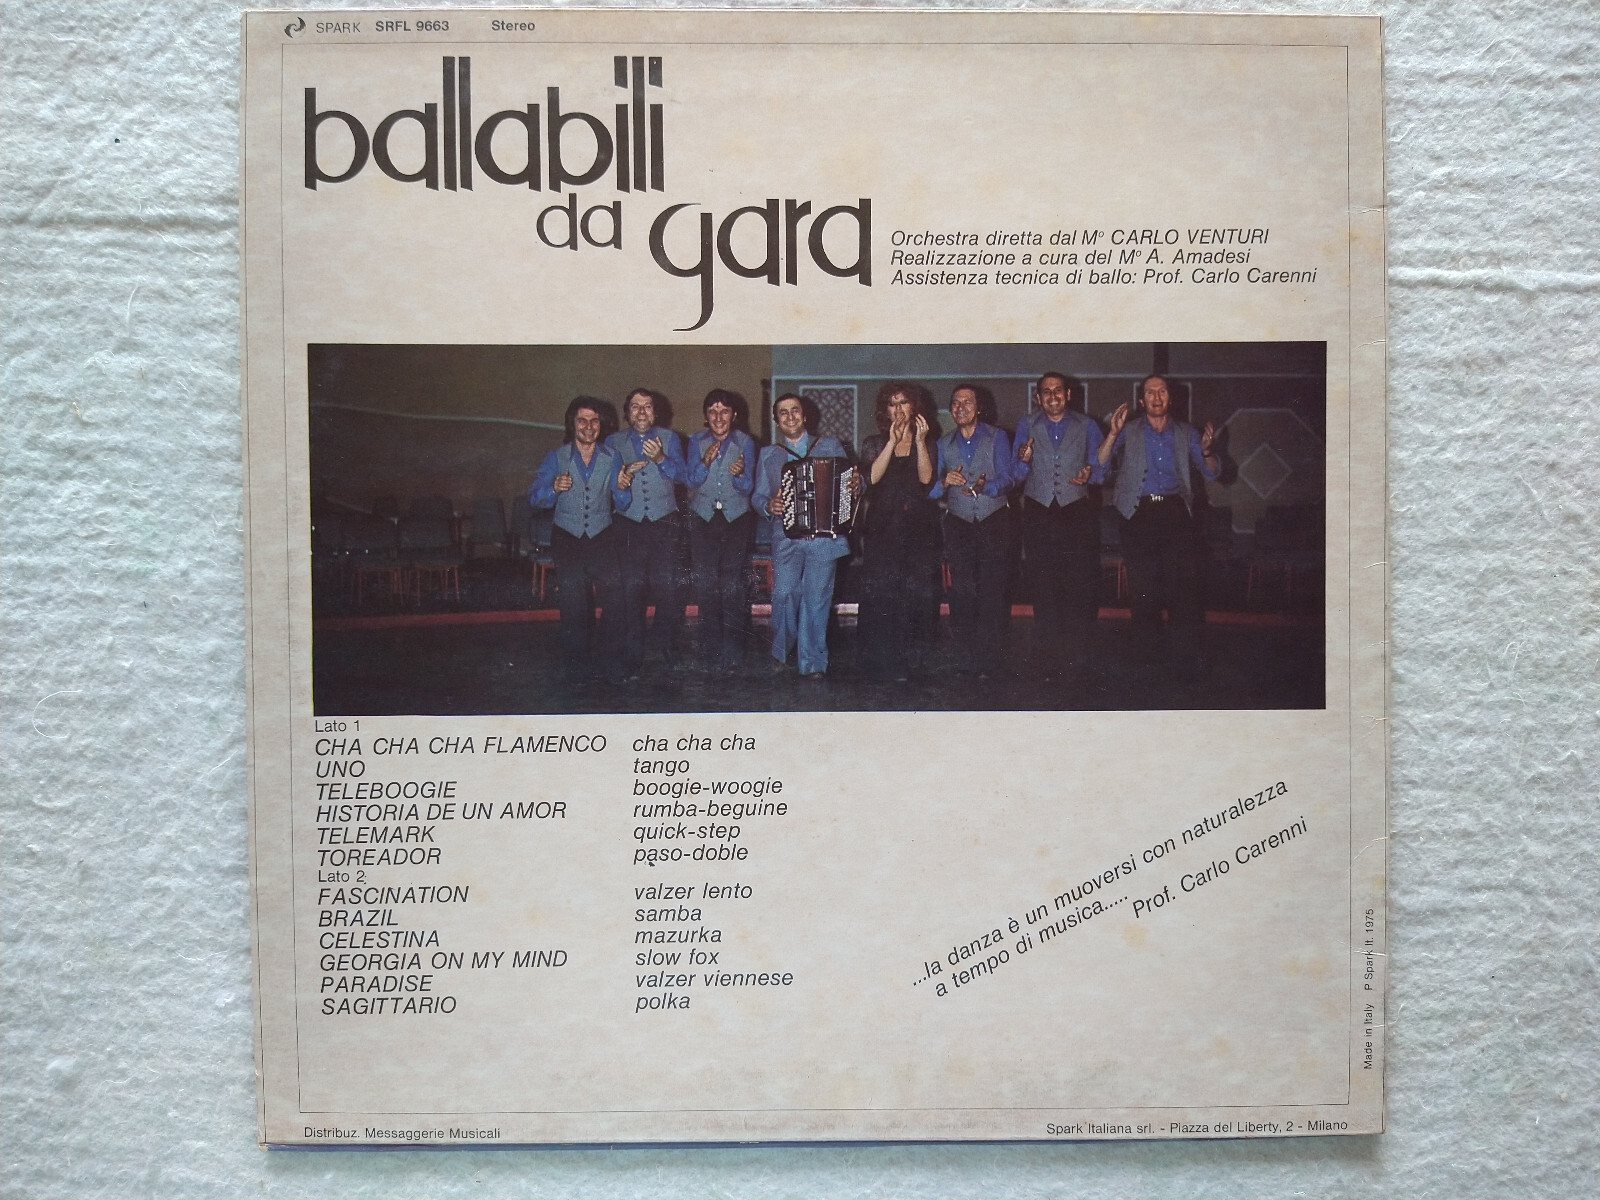 SPARK SRFL 9663 Stereo
ballabili
da gara
Orchestra diretta dal Mº CARLO VENTURI
Realizzazione a cura del Mº A. Amadesi
Assistenza tecnica di ballo: Prof. Carlo Carenni
Lato 1
CHA CHA CHA FLAMENCO cha cha cha
UNO tango
TELEBOOGIE boogie-woogie
HISTORIA DE UN AMOR rumba-beguine
TELEMARK quick-step
TOREADOR paso-doble
Lato 2
FASCINATION valzer lento
BRAZIL samba
CELESTINA mazurka
GEORGIA ON MY MIND slow fox
PARADISE valzer viennese
SAGITTARIO polka
...la danza è un muoversi con naturalezza
a tempo di musica.....
Prof. Carlo Carenni
Made in Italy P Spark It. 1975
Distribuz. Messaggerie Musicali
Spark Italiana srl. - Piazza del Liberty, 2 - Milano